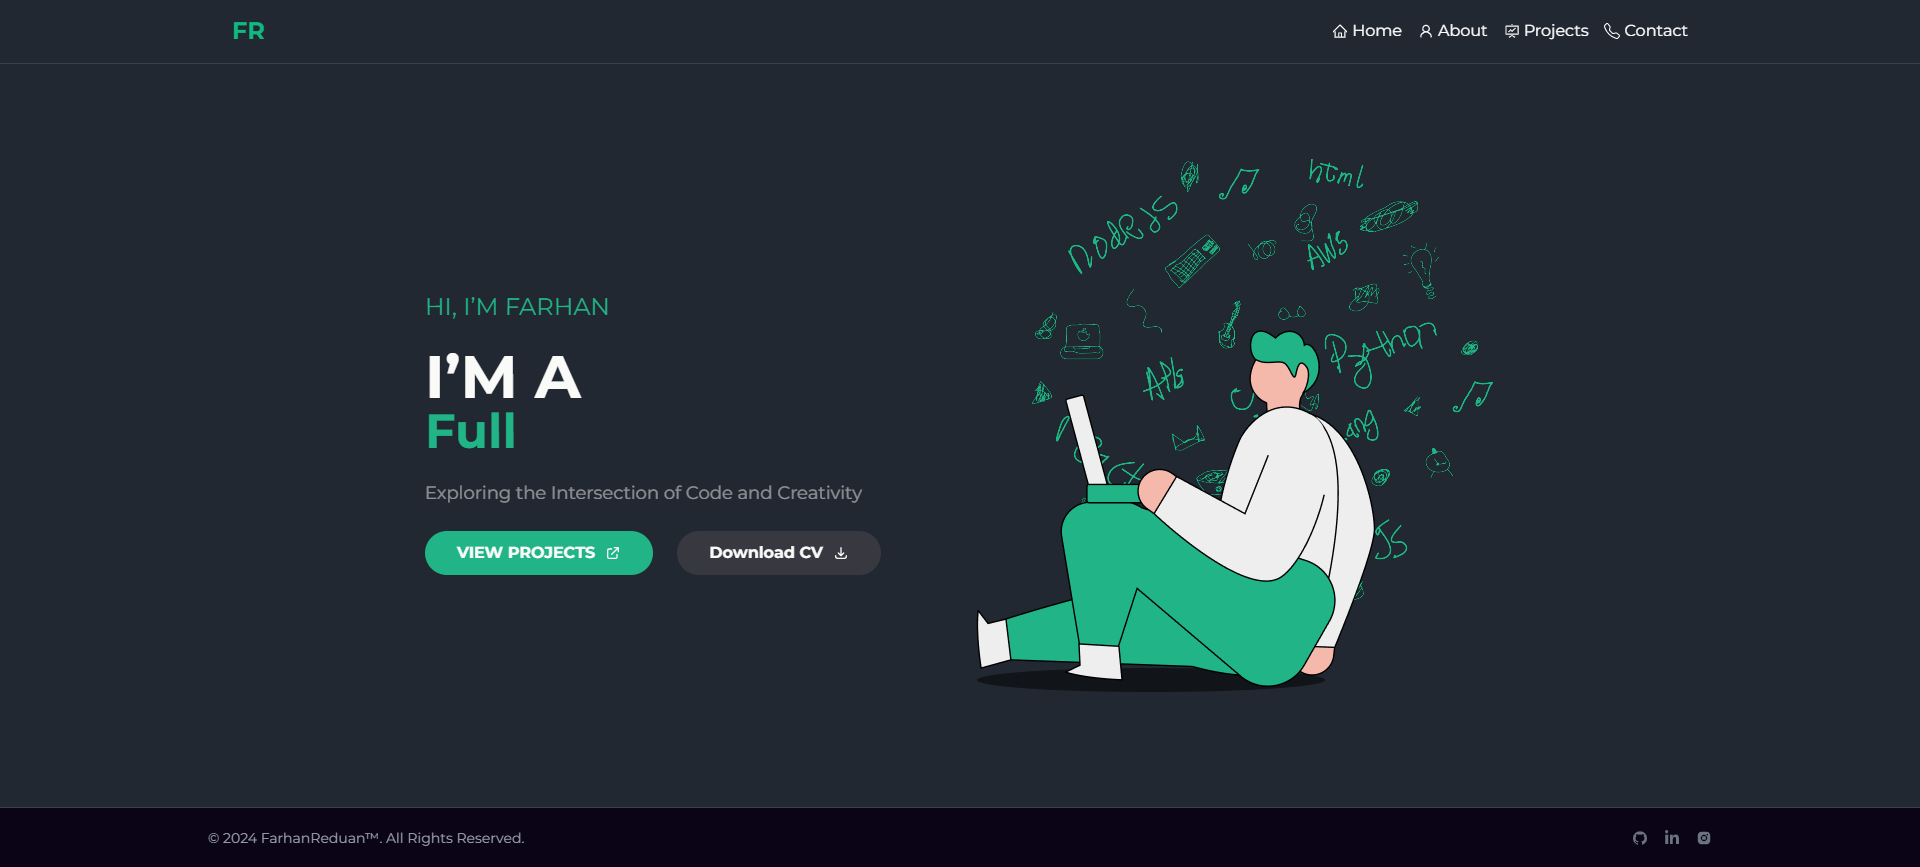 FR
Home
About
Projects
Contact
HI, I’M FARHAN
I’M A
Full
Exploring the Intersection of Code and Creativity
VIEW PROJECTS
Download CV
html
nodeJS
AWS
Python
APIs
JS
© 2024 FarhanReduan™. All Rights Reserved.
in